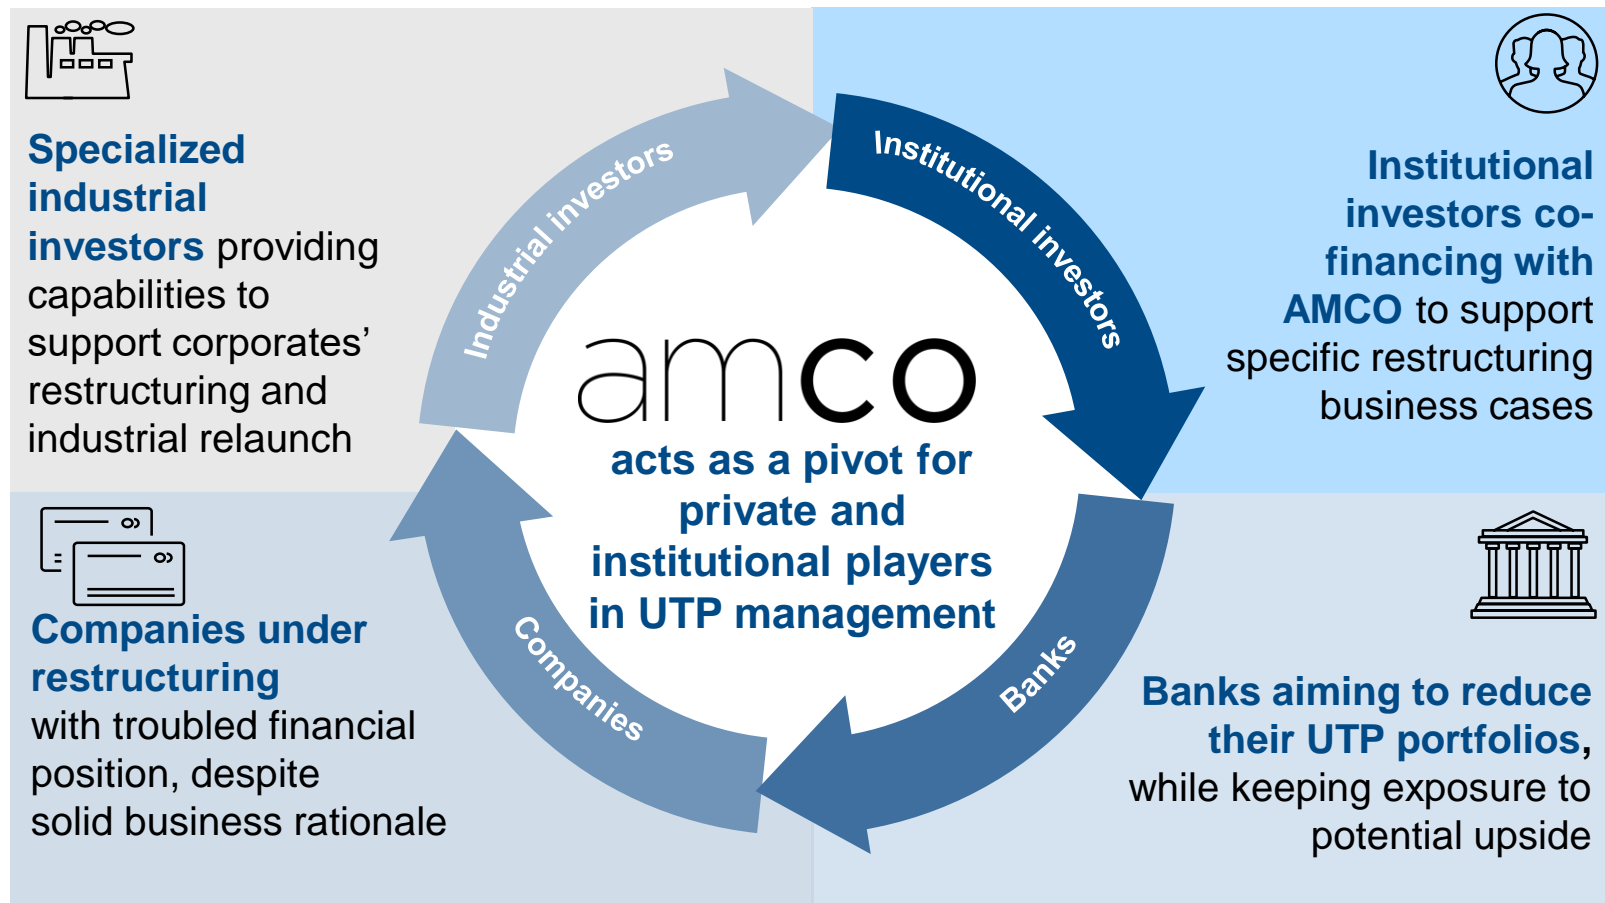 Specialized
industrial
investors providing
capabilities to
support corporates’
restructuring and
industrial relaunch
Industrial investors
Institutional investors
Institutional
investors co-
financing with
AMCO to support
specific restructuring
business cases
amco
acts as a pivot for
private and
institutional players
in UTP management
Companies under
restructuring
with troubled financial
position, despite
solid business rationale
Companies
Banks
Banks aiming to reduce
their UTP portfolios,
while keeping exposure to
potential upside